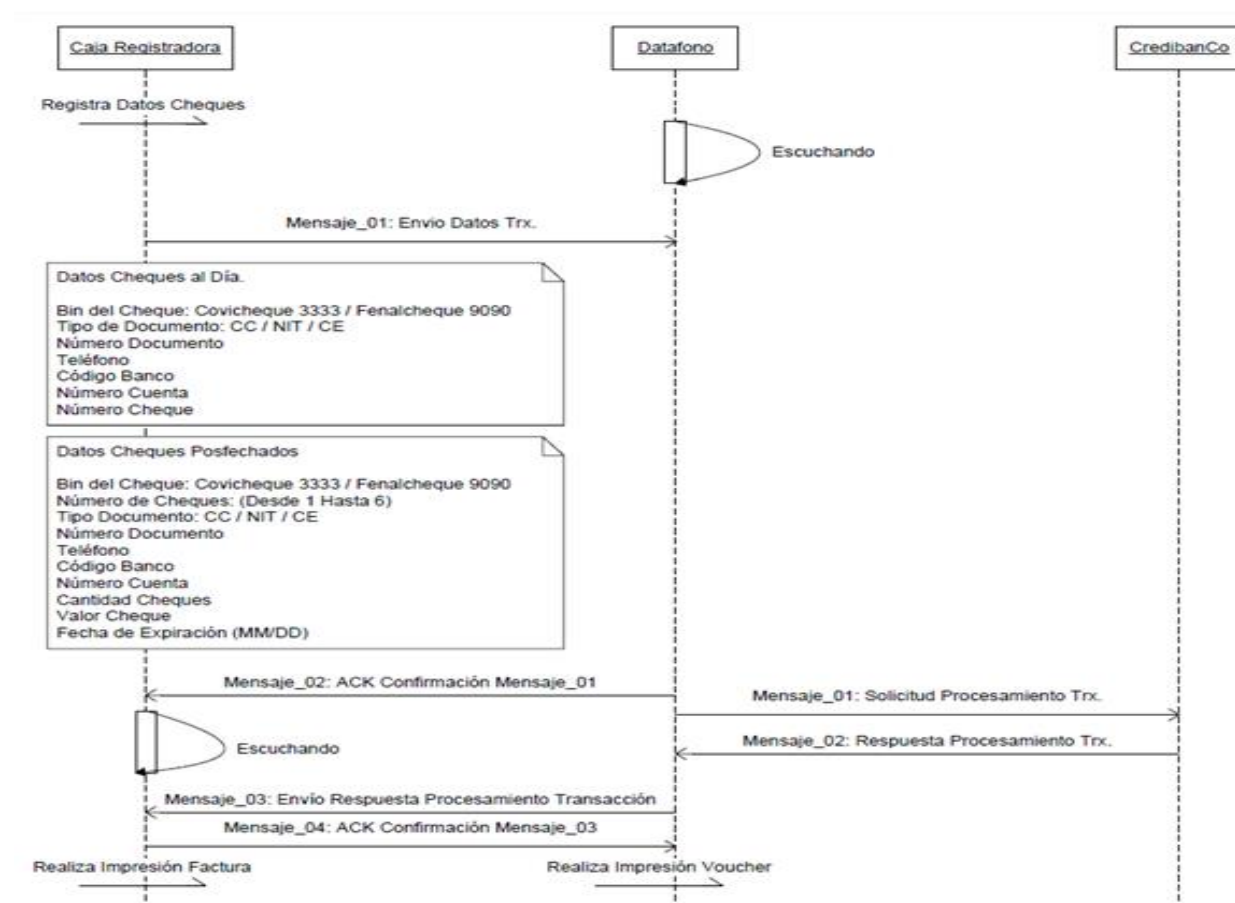 Caja Registradora
Datafono
CredibanCo
Registra Datos Cheques
Escuchando
Mensaje_01: Envio Datos Trx.
Datos Cheques al Día.
Bin del Cheque: Covicheque 3333 / Fenalcheque 9090
Tipo de Documento: CC / NIT / CE
Número Documento
Teléfono
Código Banco
Número Cuenta
Número Cheque
Datos Cheques Posfechados
Bin del Cheque: Covicheque 3333 / Fenalcheque 9090
Número de Cheques: (Desde 1 Hasta 6)
Tipo Documento: CC / NIT / CE
Número Documento
Teléfono
Código Banco
Número Cuenta
Cantidad Cheques
Valor Cheque
Fecha de Expiración (MM/DD)
Mensaje_02: ACK Confirmación Mensaje_01
Mensaje_01: Solicitud Procesamiento Trx.
Mensaje_02: Respuesta Procesamiento Trx.
Escuchando
Mensaje_03: Envío Respuesta Procesamiento Transacción
Mensaje_04: ACK Confirmación Mensaje_03
Realiza Impresión Factura
Realiza Impresión Voucher